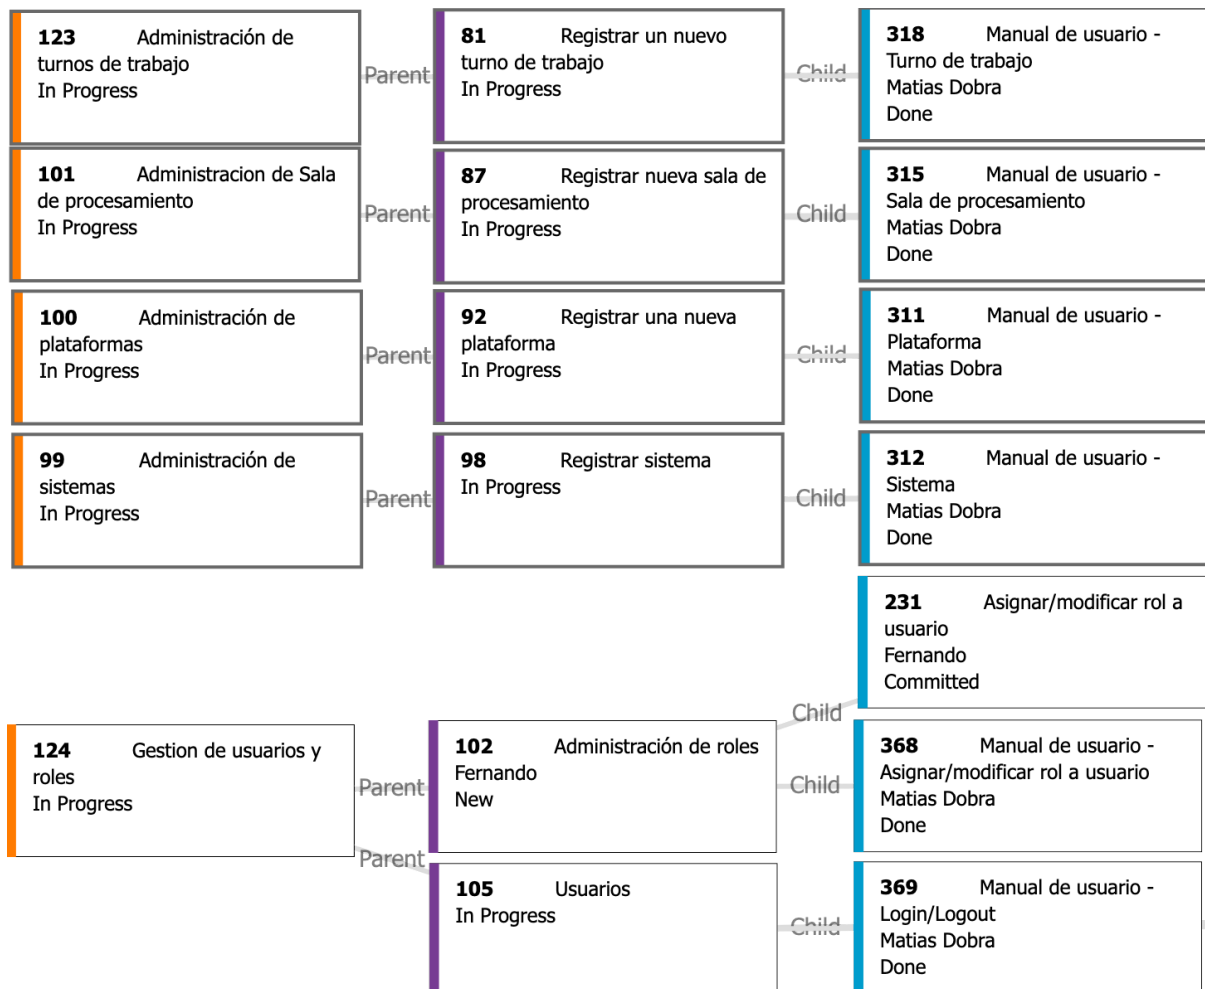 123 Administración de
turnos de trabajo
In Progress
Parent
81 Registrar un nuevo
turno de trabajo
In Progress
Child
318 Manual de usuario -
Turno de trabajo
Matias Dobra
Done
101 Administracion de Sala
de procesamiento
In Progress
Parent
87 Registrar nueva sala de
procesamiento
In Progress
Child
315 Manual de usuario -
Sala de procesamiento
Matias Dobra
Done
100 Administración de
plataformas
In Progress
Parent
92 Registrar una nueva
plataforma
In Progress
Child
311 Manual de usuario -
Plataforma
Matias Dobra
Done
99 Administración de
sistemas
In Progress
Parent
98 Registrar sistema
In Progress
Child
312 Manual de usuario -
Sistema
Matias Dobra
Done
231 Asignar/modificar rol a
usuario
Fernando
Committed
Child
124 Gestion de usuarios y
roles
In Progress
Parent
102 Administración de roles
Fernando
New
Child
368 Manual de usuario -
Asignar/modificar rol a usuario
Matias Dobra
Done
Parent
105 Usuarios
In Progress
Child
369 Manual de usuario -
Login/Logout
Matias Dobra
Done